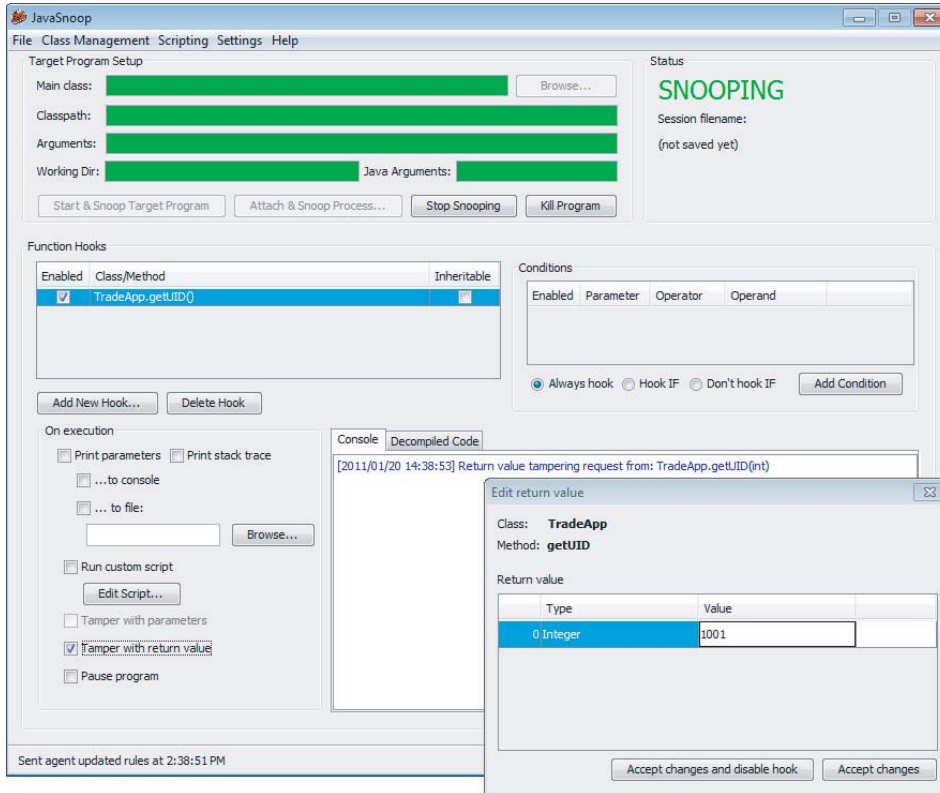 JavaSnoop
File Class Management Scripting Settings Help
Target Program Setup
Main class:
Browse...
Classpath:
Arguments:
Working Dir:
Java Arguments:
Start & Snoop Target Program
Attach & Snoop Process...
Stop Snooping
Kill Program
Status
SNOOPING
Session filename:
(not saved yet)
Function Hooks
Enabled Class/Method Inheritable
TradeApp.getUID()
Add New Hook...
Delete Hook
Conditions
Enabled Parameter Operator Operand
Always hook Hook IF Don't hook IF
Add Condition
On execution
Print parameters Print stack trace
...to console
... to file:
Browse...
Run custom script
Edit Script...
Tamper with parameters
Tamper with return value
Pause program
Console Decompiled Code
[2011/01/20 14:38:53] Return value tampering request from: TradeApp.getUID(int)
Edit return value
Class: TradeApp
Method: getUID
Return value
Type Value
0 Integer 1001
Accept changes and disable hook
Accept changes
Sent agent updated rules at 2:38:51 PM